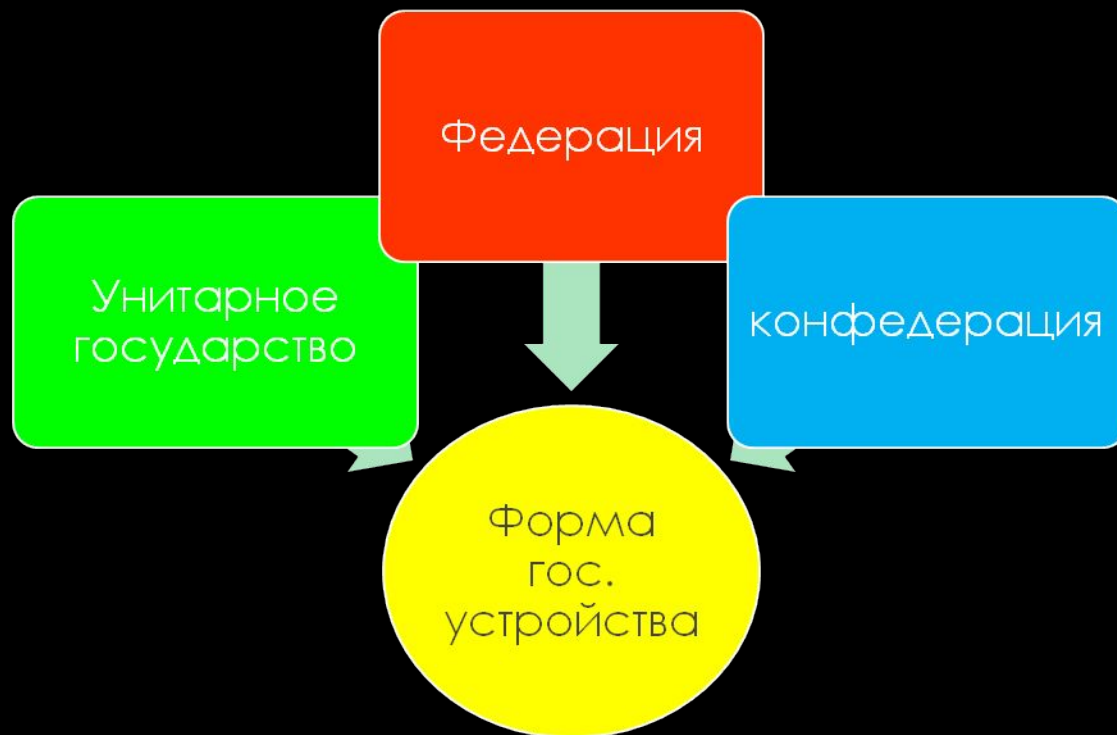 Федерация
Унитарное
государство
конфедерация
Форма
гос.
устройства